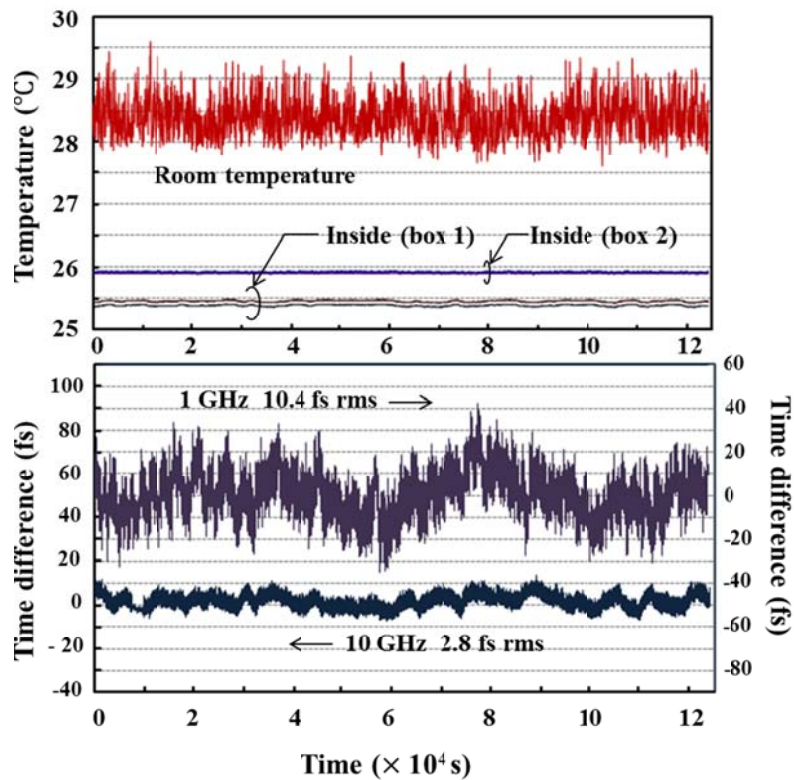 30
29
28
27
26
25
Temperature (°C)
Room temperature
Inside (box 1)
Inside (box 2)
0 2 4 6 8 10 12
100
80
60
40
20
0
- 20
-40
Time difference (fs)
1 GHz 10.4 fs rms
10 GHz 2.8 fs rms
60
40
20
0
-20
-40
-60
-80
Time difference
(fs)
0 2 4 6 8 10 12
Time (× 10⁴ s)